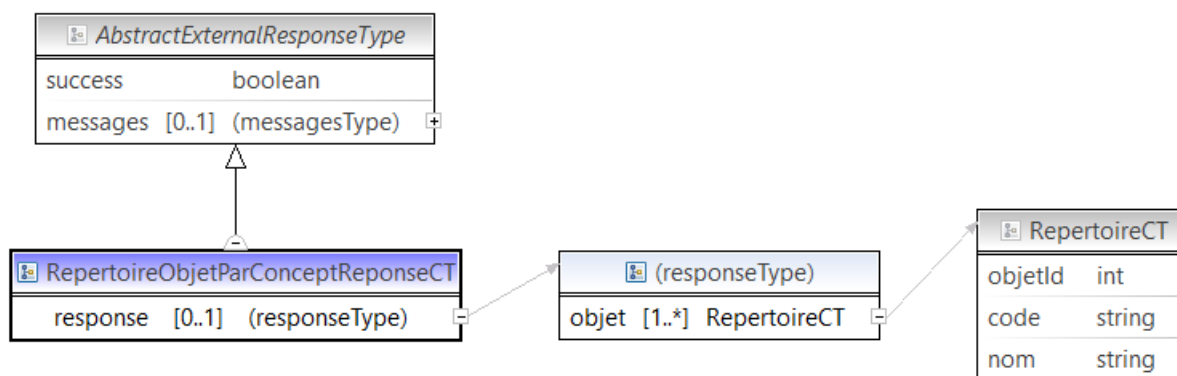 AbstractExternalResponseType
success boolean
messages [0..1] (messagesType)
RepertoireObjetParConceptReponseCT
response [0..1] (responseType)
(responseType)
objet [1..*] RepertoireCT
RepertoireCT
objetId int
code string
nom string